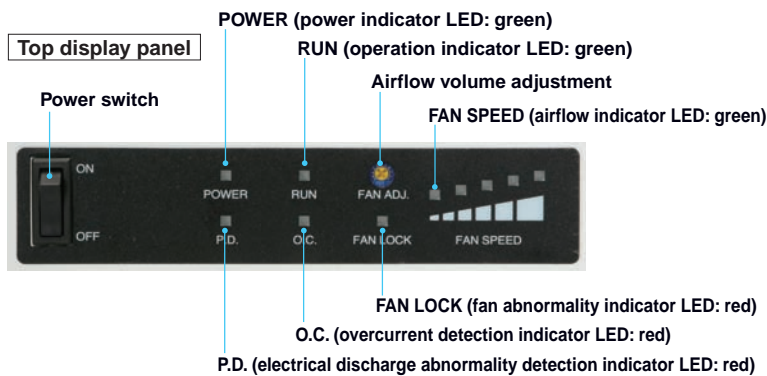 POWER (power indicator LED: green)
Top display panel
RUN (operation indicator LED: green)
Airflow volume adjustment
Power switch
FAN SPEED (airflow indicator LED: green)
ON
POWER
RUN
FAN ADJ.
OFF
P.D.
O.C.
FAN LOCK
FAN SPEED
FAN LOCK (fan abnormality indicator LED: red)
O.C. (overcurrent detection indicator LED: red)
P.D. (electrical discharge abnormality detection indicator LED: red)